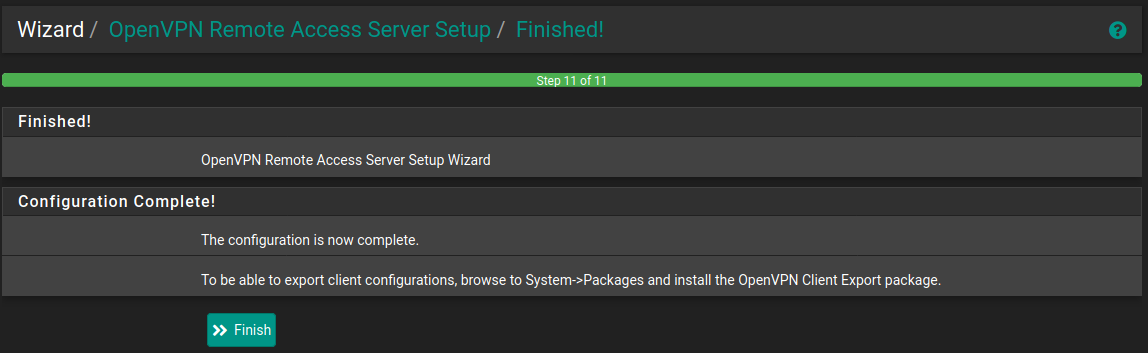 Wizard / OpenVPN Remote Access Server Setup / Finished!
Step 11 of 11
Finished!
OpenVPN Remote Access Server Setup Wizard
Configuration Complete!
The configuration is now complete.
To be able to export client configurations, browse to System->Packages and install the OpenVPN Client Export package.
Finish